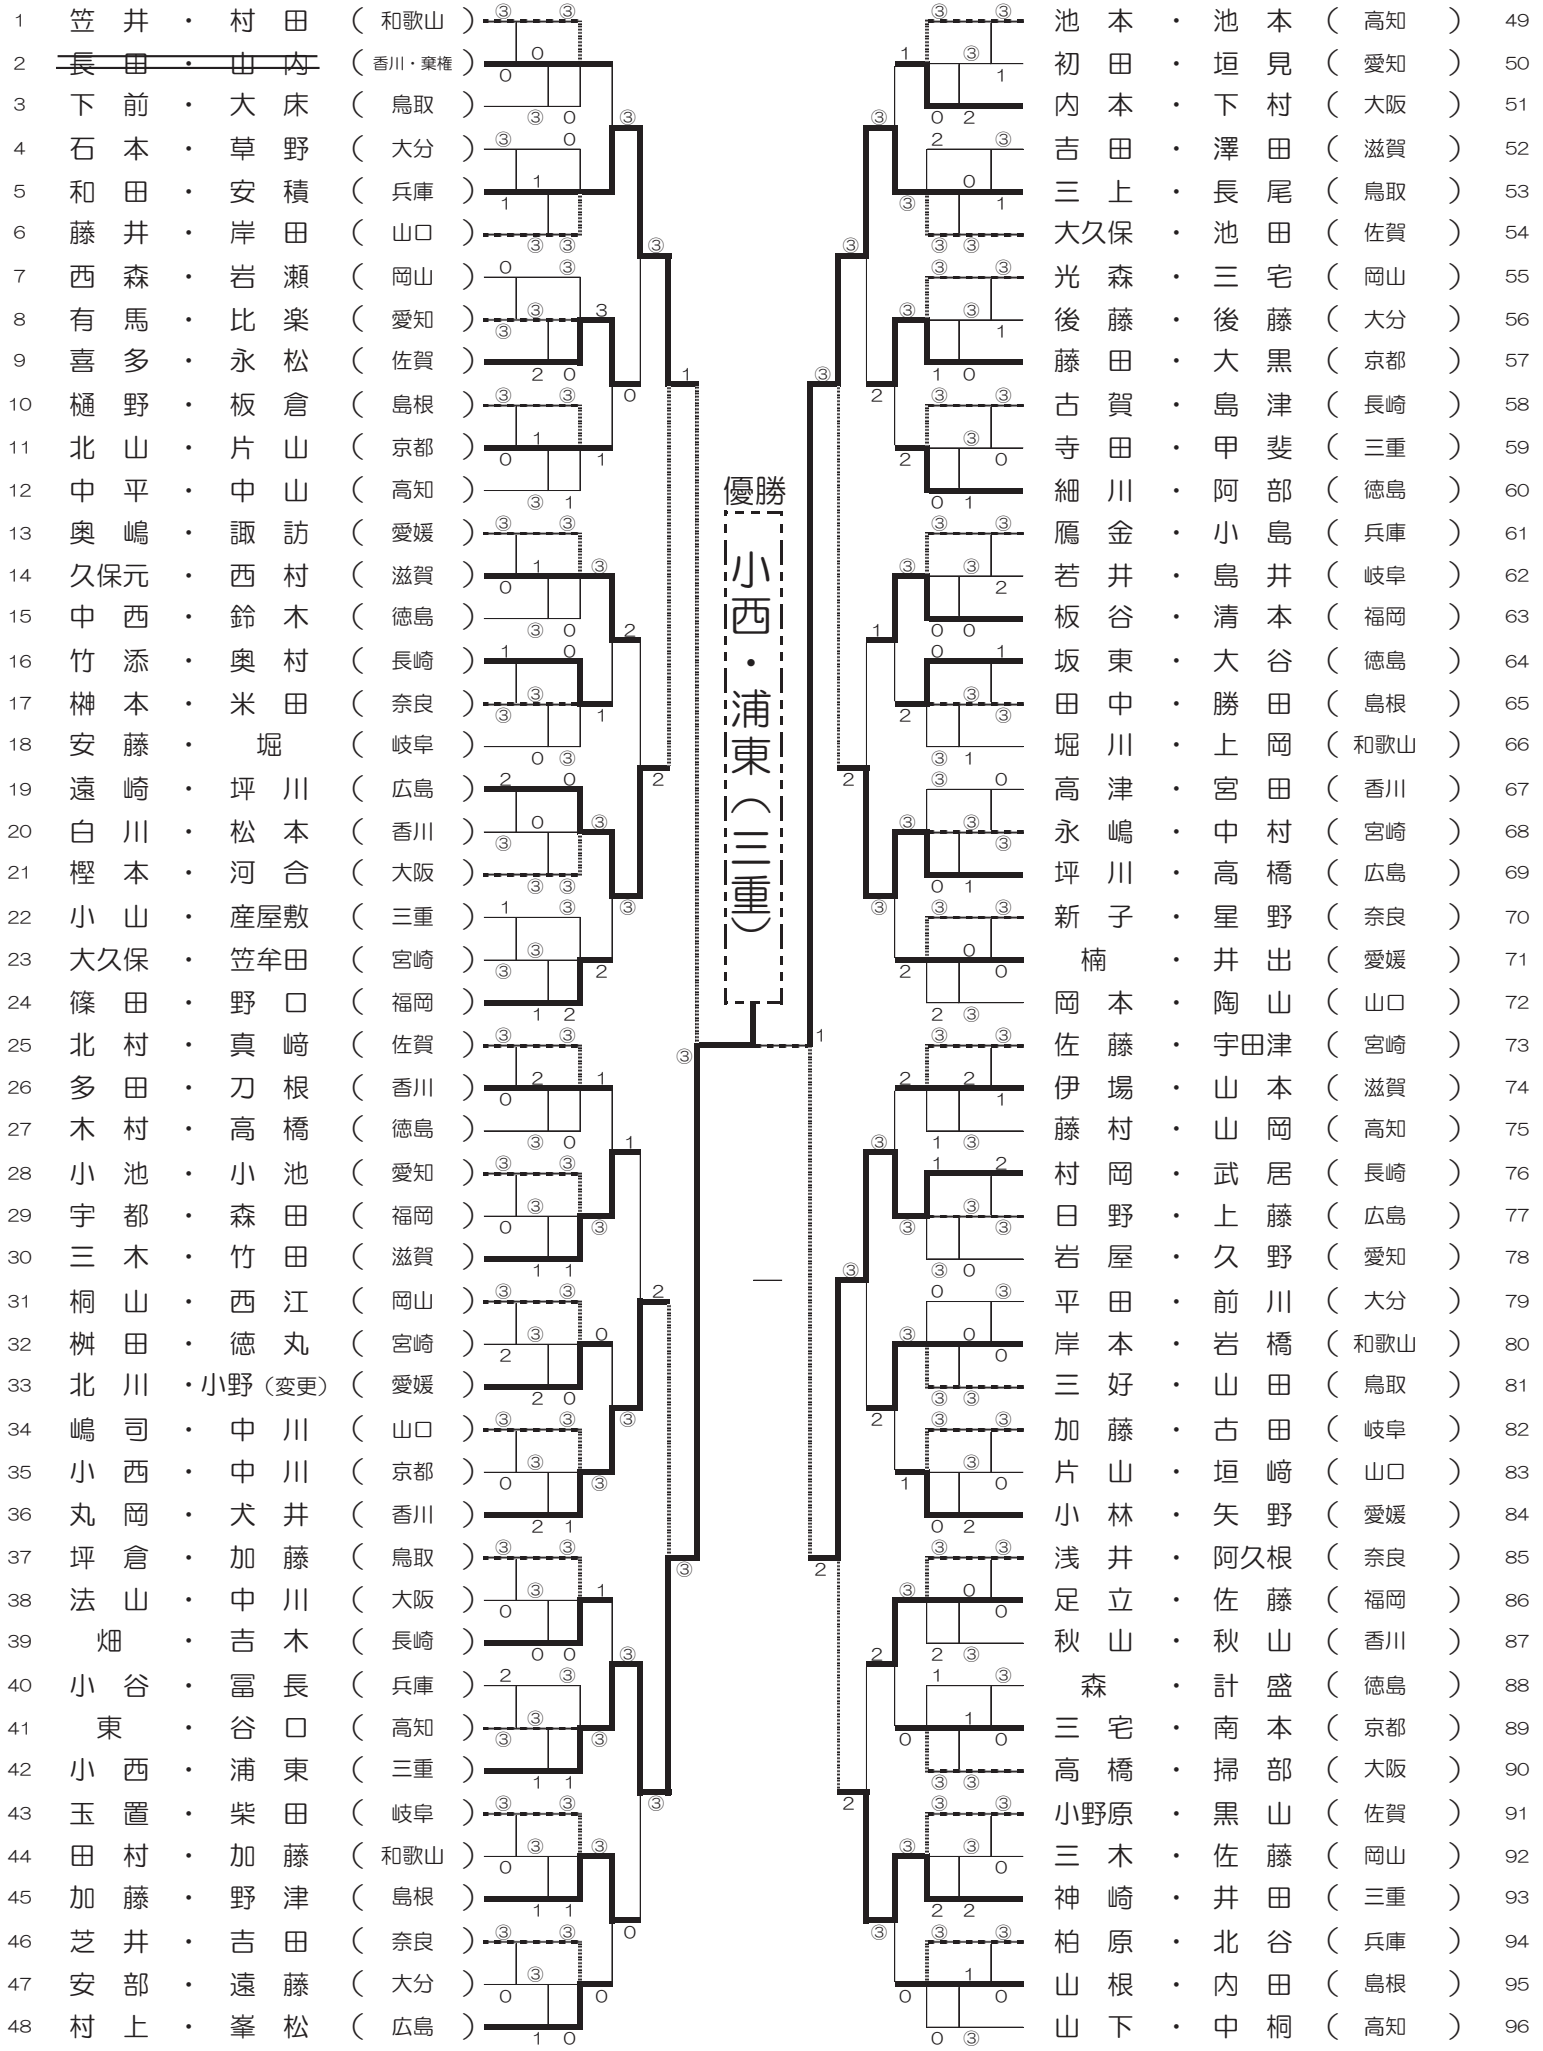 1 笠井・村田（和歌山）
2 長田・山内（香川・棄権）
3 下前・大床（鳥取）
4 石本・草野（大分）
5 和田・安積（兵庫）
6 藤井・岸田（山口）
7 西森・岩瀬（岡山）
8 有馬・比楽（愛知）
9 喜多・永松（佐賀）
10 樋野・板倉（島根）
11 北山・片山（京都）
12 中平・中山（高知）
13 奥嶋・諏訪（愛媛）
14 久保元・西村（滋賀）
15 中西・鈴木（徳島）
16 竹添・奥村（長崎）
17 榊本・米田（奈良）
18 安藤・堀（岐阜）
19 遠崎・坪川（広島）
20 白川・松本（香川）
21 樫本・河合（大阪）
22 小山・産屋敷（三重）
23 大久保・笠牟田（宮崎）
24 篠田・野口（福岡）
25 北村・真﨑（佐賀）
26 多田・刀根（香川）
27 木村・高橋（徳島）
28 小池・小池（愛知）
29 宇都・森田（福岡）
30 三木・竹田（滋賀）
31 桐山・西江（岡山）
32 桝田・徳丸（宮崎）
33 北川・小野（変更）（愛媛）
34 嶋司・中川（山口）
35 小西・中川（京都）
36 丸岡・犬井（香川）
37 坪倉・加藤（鳥取）
38 法山・中川（大阪）
39 畑・吉木（長崎）
40 小谷・冨長（兵庫）
41 東・谷口（高知）
42 小西・浦東（三重）
43 玉置・柴田（岐阜）
44 田村・加藤（和歌山）
45 加藤・野津（島根）
46 芝井・吉田（奈良）
47 安部・遠藤（大分）
48 村上・峯松（広島）
優勝
小西・浦東（三重）
池本・池本（高知）49
初田・垣見（愛知）50
内本・下村（大阪）51
吉田・澤田（滋賀）52
三上・長尾（鳥取）53
大久保・池田（佐賀）54
光森・三宅（岡山）55
後藤・後藤（大分）56
藤田・大黒（京都）57
古賀・島津（長崎）58
寺田・甲斐（三重）59
細川・阿部（徳島）60
鴈金・小島（兵庫）61
若井・島井（岐阜）62
板谷・清本（福岡）63
坂東・大谷（徳島）64
田中・勝田（島根）65
堀川・上岡（和歌山）66
高津・宮田（香川）67
永嶋・中村（宮崎）68
坪川・高橋（広島）69
新子・星野（奈良）70
楠・井出（愛媛）71
岡本・陶山（山口）72
佐藤・宇田津（宮崎）73
伊場・山本（滋賀）74
藤村・山岡（高知）75
村岡・武居（長崎）76
日野・上藤（広島）77
岩屋・久野（愛知）78
平田・前川（大分）79
岸本・岩橋（和歌山）80
三好・山田（鳥取）81
加藤・古田（岐阜）82
片山・垣﨑（山口）83
小林・矢野（愛媛）84
浅井・阿久根（奈良）85
足立・佐藤（福岡）86
秋山・秋山（香川）87
森・計盛（徳島）88
三宅・南本（京都）89
高橋・掃部（大阪）90
小野原・黒山（佐賀）91
三木・佐藤（岡山）92
神崎・井田（三重）93
柏原・北谷（兵庫）94
山根・内田（島根）95
山下・中桐（高知）96